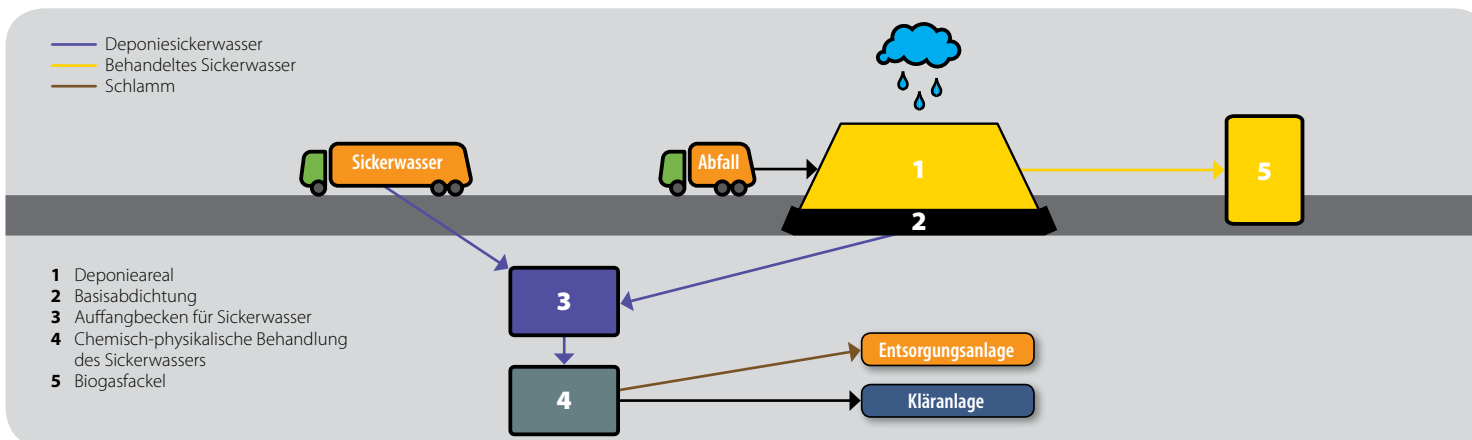 Deponiesickerwasser
Behandeltes Sickerwasser
Schlamm
Sickerwasser
Abfall
1
5
2
1 Deponieareal
2 Basisabdichtung
3 Auffangbecken für Sickerwasser
4 Chemisch-physikalische Behandlung
des Sickerwassers
5 Biogasfackel
3
4
Entsorgungsanlage
Kläranlage